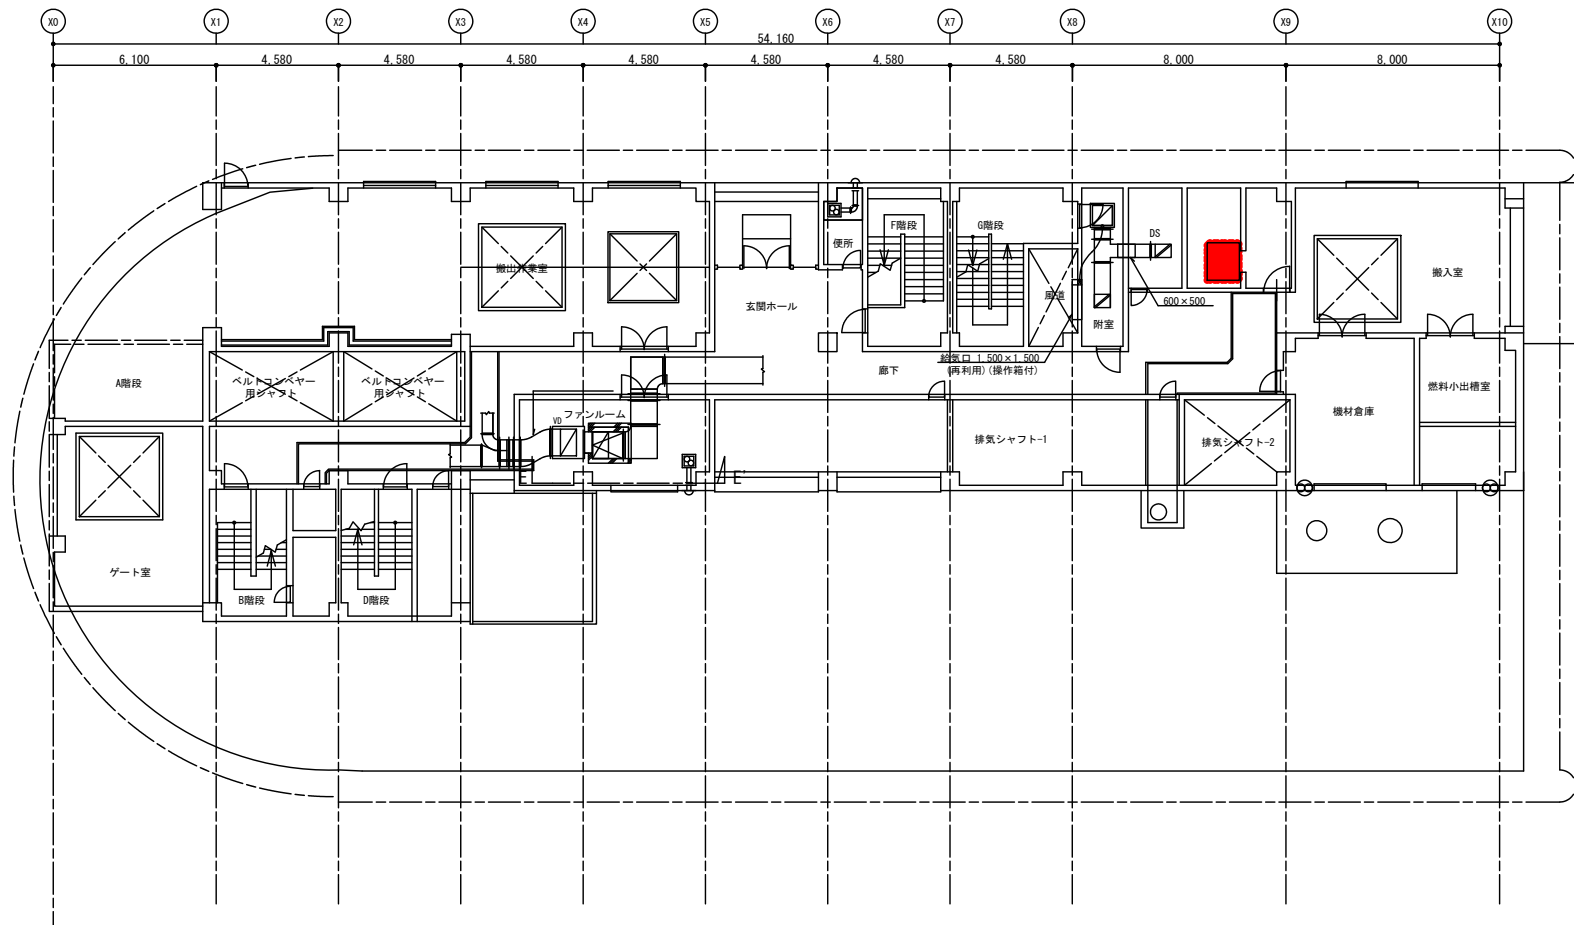 X0 X1 X2 X3 X4 X5 X6 X7 X8 X9 X10
54,160
6,100 4,580 4,580 4,580 4,580 4,580 4,580 4,580 8,000 8,000
F階段 G階段 DS
便所
搬出作業室 搬入室
風道
600×500
玄関ホール
附室
給気口 1,500×1,500
(再利用)(操作箱付)
廊下
A階段
ベルトコンベヤー
用シャフト
ベルトコンベヤー
用シャフト
燃料小出槽室
機材倉庫
ファンルーム
VD
排気シャフト-1
排気シャフト-2
E E'
ゲート室
B階段 D階段